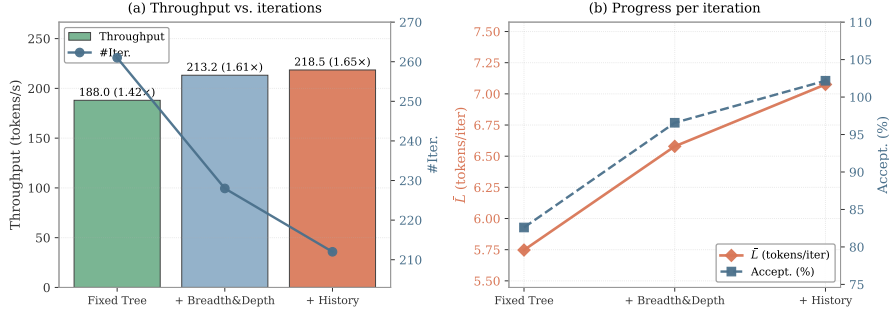 (a) Throughput vs. iterations
Throughput (tokens/s)
250
200
150
100
50
0
Throughput
#Iter.
188.0 (1.42×)
213.2 (1.61×)
218.5 (1.65×)
270
260
250
240
230
220
210
#Iter.
Fixed Tree
+ Breadth&Depth
+ History
(b) Progress per iteration
L̄ (tokens/iter)
7.50
7.25
7.00
6.75
6.50
6.25
6.00
5.75
5.50
110
105
100
95
90
85
80
75
Accept. (%)
L̄ (tokens/iter)
Accept. (%)
Fixed Tree
+ Breadth&Depth
+ History